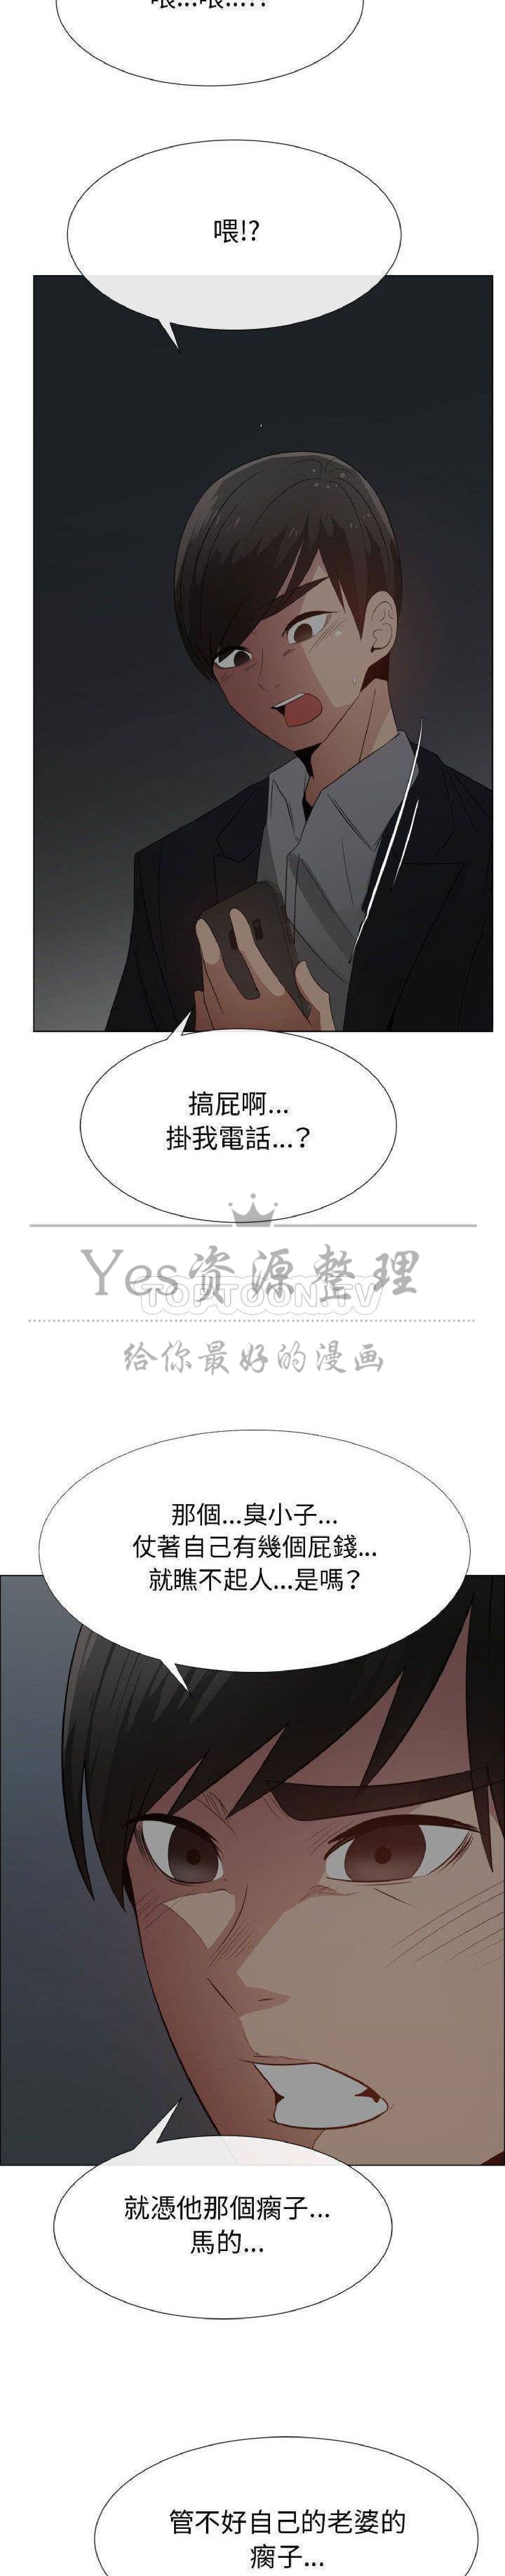 喂...喂...??
喂!?
搞屁啊...
掛我電話...?
Yes资源整理
TOPTOON.TV
给你最好的漫画
那個...臭小子...
仗著自己有幾個屁錢...
就瞧不起人...是嗎?
就憑他那個瘸子...
馬的...
管不好自己的老婆的
瘸子...